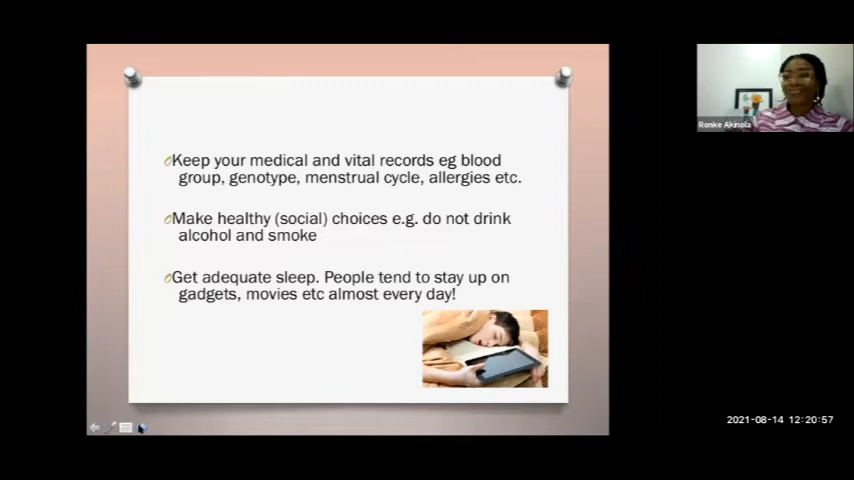 Keep your medical and vital records eg blood
group, genotype, menstrual cycle, allergies etc.
Make healthy (social) choices e.g. do not drink
alcohol and smoke
Get adequate sleep. People tend to stay up on
gadgets, movies etc almost every day!
Ronke Akinola
2021-08-14 12:20:57